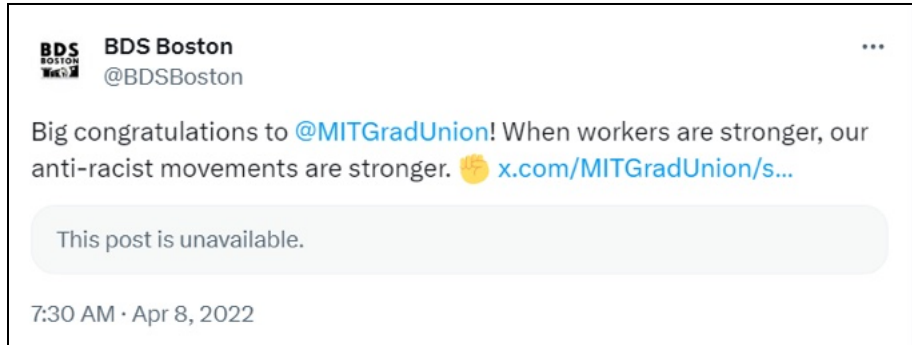 BDS Boston
BDS
BOSTON
@BDSBoston
Big congratulations to @MITGradUnion! When workers are stronger, our
anti-racist movements are stronger. ✊ x.com/MITGradUnion/s...
This post is unavailable.
7:30 AM · Apr 8, 2022